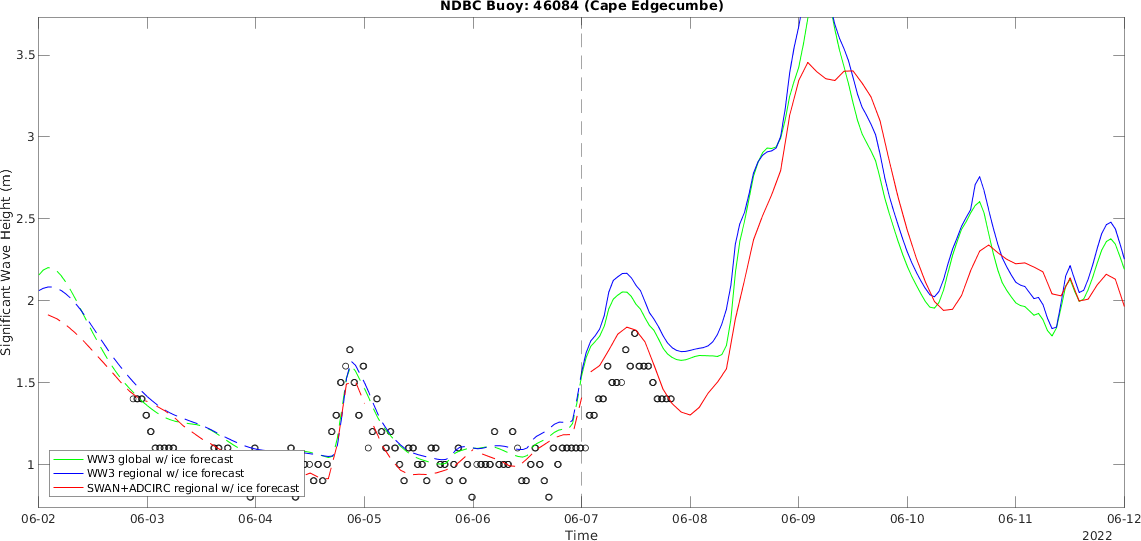 NDBC Buoy: 46084 (Cape Edgecumbe)
3.5
3
2.5
2
1.5
1
Significant Wave Height (m)
WW3 global w/ ice forecast
WW3 regional w/ ice forecast
SWAN+ADCIRC regional w/ ice forecast
06-02 06-03 06-04 06-05 06-06 06-07 06-08 06-09 06-10 06-11 06-12
Time
2022